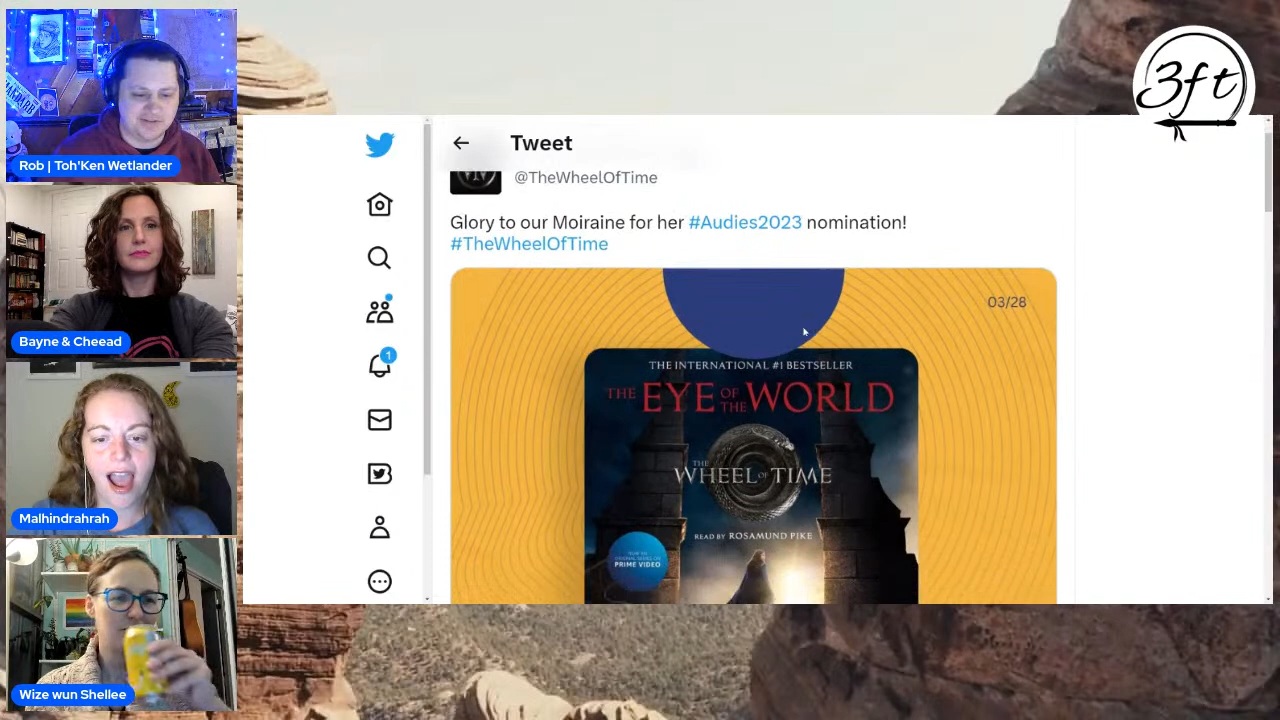 Rob | Toh'Ken Wetlander
Bayne & Cheead
Malhindrahrah
Wize wun Shellee
3ft
Tweet
@TheWheelOfTime
Glory to our Moiraine for her #Audies2023 nomination!
#TheWheelOfTime
1
03/28
THE INTERNATIONAL #1 BESTSELLER
THE EYE OF THE WORLD
THE WHEEL OF TIME
READ BY ROSAMUND PIKE
PRIME VIDEO